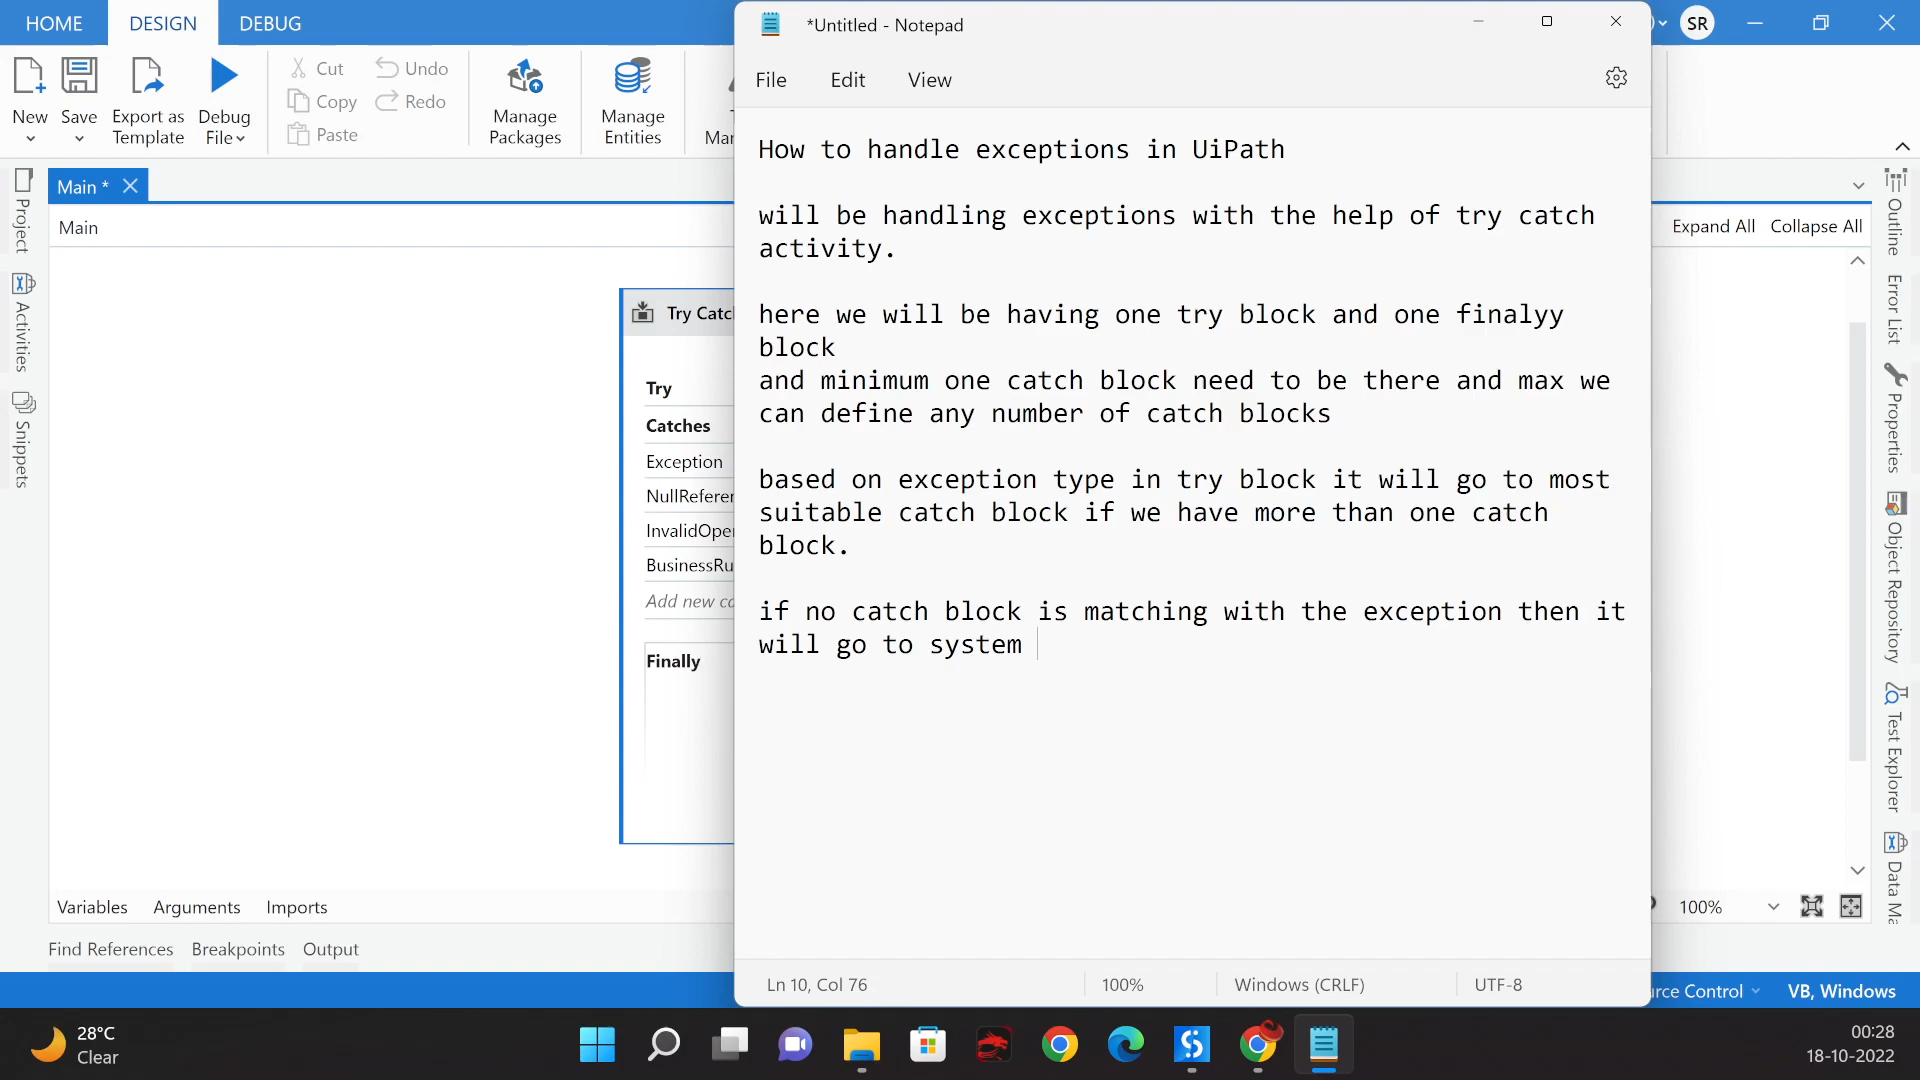 HOME DESIGN DEBUG
*Untitled - Notepad
SR
File Edit View
New
Save
Export as Template
Debug File
Cut
Copy
Paste
Undo
Redo
Manage Packages
Manage Entities
Main *
Main
Expand All Collapse All
Project
Activities
Snippets
Try
Catches
Exception
Add new
Finally
How to handle exceptions in UiPath
will be handling exceptions with the help of try catch
activity.
here we will be having one try block and one finalyy
block
and minimum one catch block need to be there and max we
can define any number of catch blocks
based on exception type in try block it will go to most
suitable catch block if we have more than one catch
block.
if no catch block is matching with the exception then it
will go to system
Outline
Error List
Properties
Object Repository
Test Explorer
Data
Variables Arguments Imports
100%
Find References Breakpoints Output
Ln 10, Col 76 100% Windows (CRLF) UTF-8
Control VB, Windows
28°C
Clear
00:28
18-10-2022